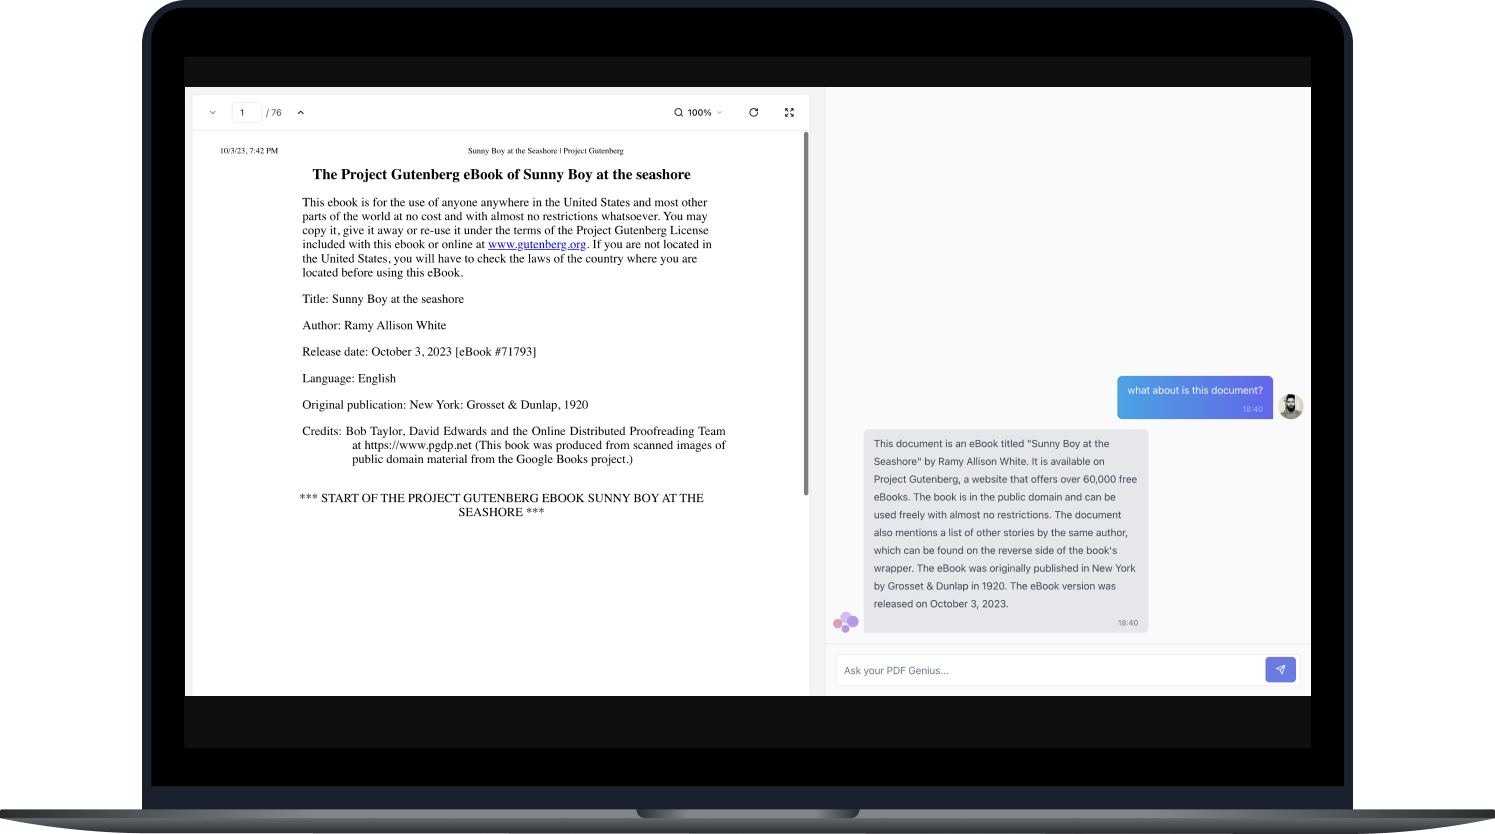 1 / 76
100%
10/3/23, 7:42 PM
Sunny Boy at the Seashore | Project Gutenberg
The Project Gutenberg eBook of Sunny Boy at the seashore
This ebook is for the use of anyone anywhere in the United States and most other
parts of the world at no cost and with almost no restrictions whatsoever. You may
copy it, give it away or re-use it under the terms of the Project Gutenberg License
included with this ebook or online at www.gutenberg.org. If you are not located in
the United States, you will have to check the laws of the country where you are
located before using this eBook.
Title: Sunny Boy at the seashore
Author: Ramy Allison White
Release date: October 3, 2023 [eBook #71793]
Language: English
Original publication: New York: Grosset & Dunlap, 1920
Credits: Bob Taylor, David Edwards and the Online Distributed Proofreading Team
at https://www.pgdp.net (This book was produced from scanned images of
public domain material from the Google Books project.)
*** START OF THE PROJECT GUTENBERG EBOOK SUNNY BOY AT THE
SEASHORE ***
what about is this document?
18:40
This document is an eBook titled "Sunny Boy at the
Seashore" by Ramy Allison White. It is available on
Project Gutenberg, a website that offers over 60,000 free
eBooks. The book is in the public domain and can be
used freely with almost no restrictions. The document
also mentions a list of other stories by the same author,
which can be found on the reverse side of the book's
wrapper. The eBook was originally published in New York
by Grosset & Dunlap in 1920. The eBook version was
released on October 3, 2023.
18:40
Ask your PDF Genius...